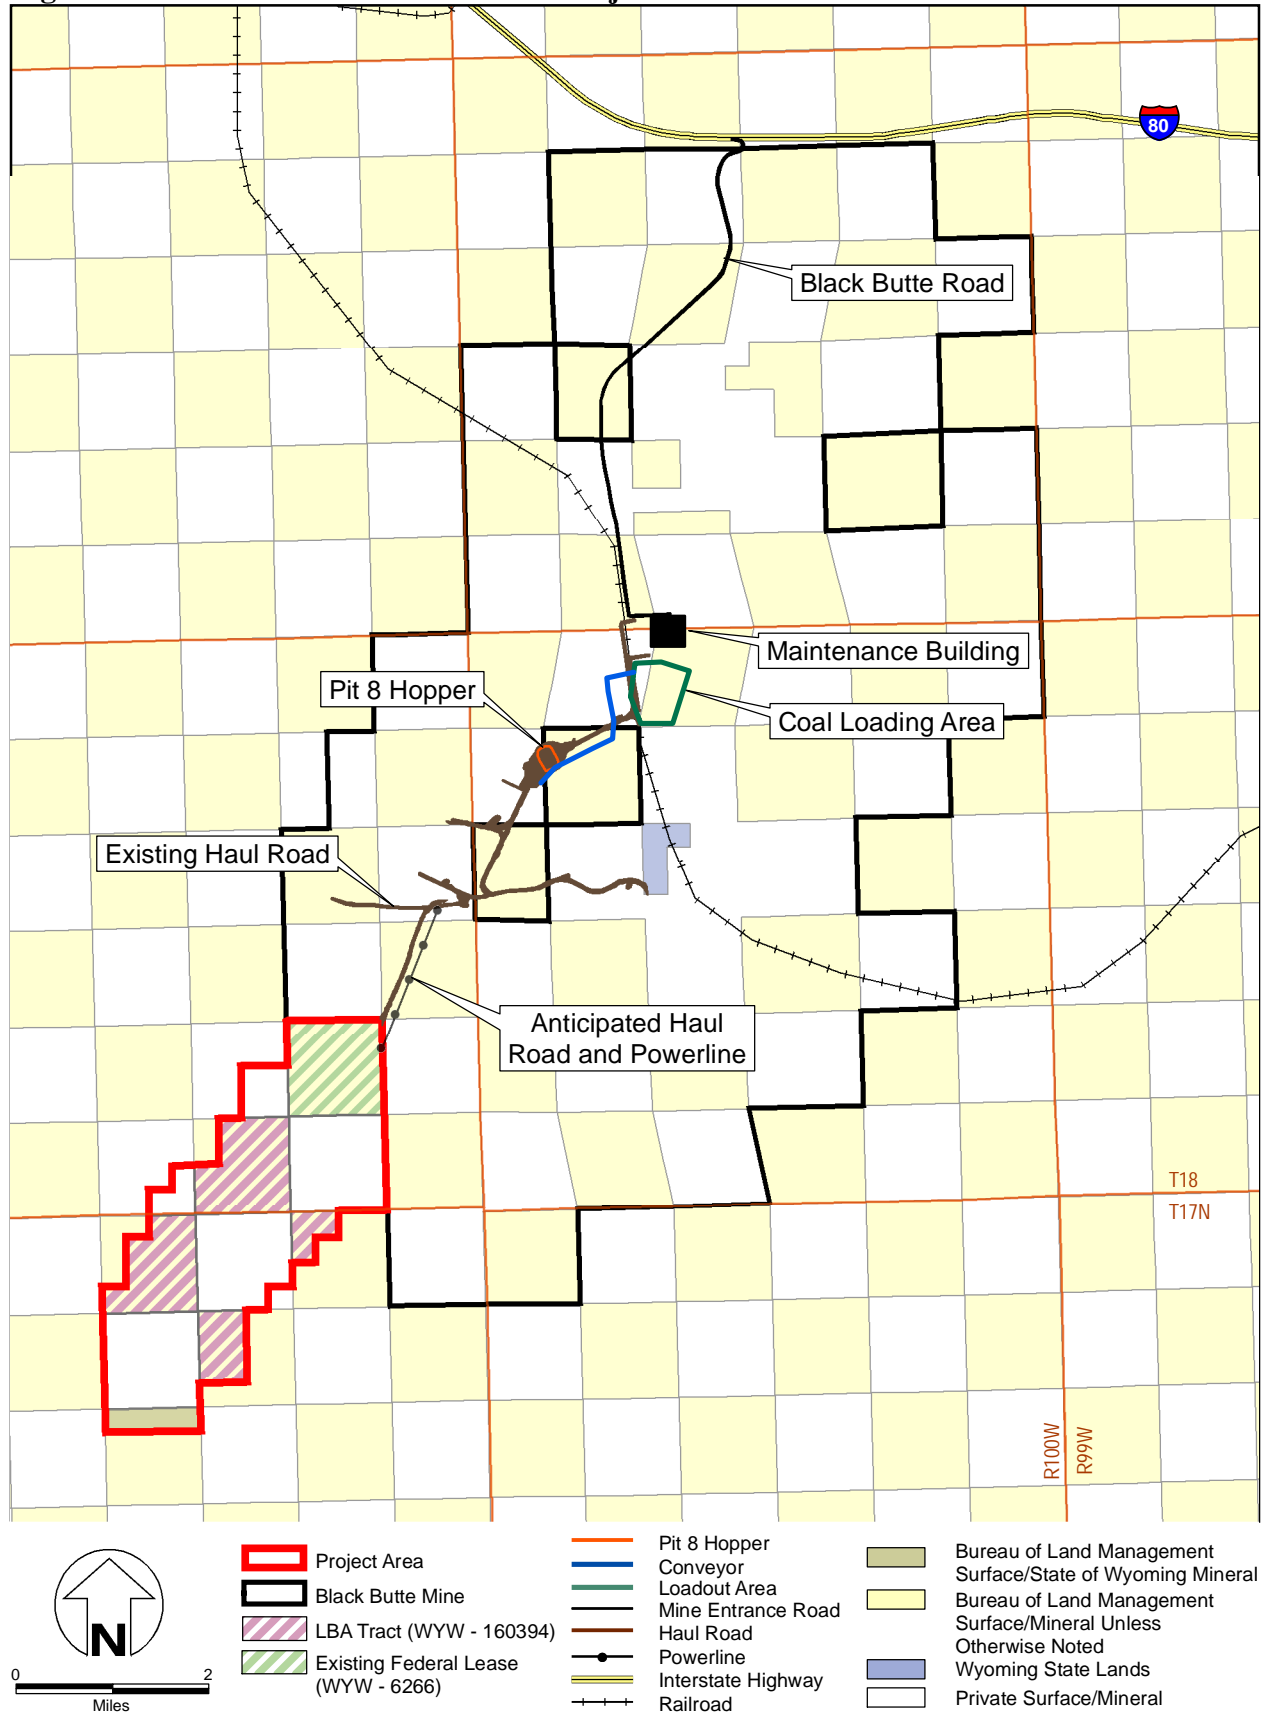 80
Black Butte Road
Maintenance Building
Pit 8 Hopper
Coal Loading Area
Existing Haul Road
Anticipated Haul
Road and Powerline
T18
T17N
R100W
R99W
N
0 2
Miles
Project Area
Black Butte Mine
LBA Tract (WYW - 160394)
Existing Federal Lease
(WYW - 6266)
Pit 8 Hopper
Conveyor
Loadout Area
Mine Entrance Road
Haul Road
Powerline
Interstate Highway
Railroad
Bureau of Land Management
Surface/State of Wyoming Mineral
Bureau of Land Management
Surface/Mineral Unless
Otherwise Noted
Wyoming State Lands
Private Surface/Mineral